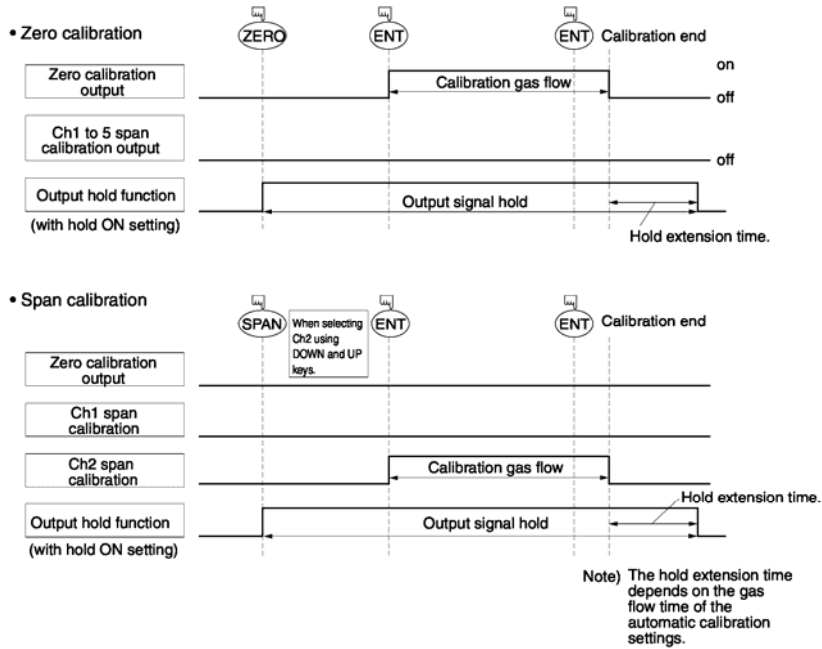 • Zero calibration
ZERO
ENT
ENT
Calibration end
Zero calibration
output
Calibration gas flow
on
off
Ch1 to 5 span
calibration output
off
Output hold function
(with hold ON setting)
Output signal hold
Hold extension time.
• Span calibration
SPAN
When selecting
Ch2 using
DOWN and UP
keys.
ENT
ENT
Calibration end
Zero calibration
output
Ch1 span
calibration
Ch2 span
calibration
Calibration gas flow
Hold extension time.
Output hold function
(with hold ON setting)
Output signal hold
Note) The hold extension time
depends on the gas
flow time of the
automatic calibration
settings.